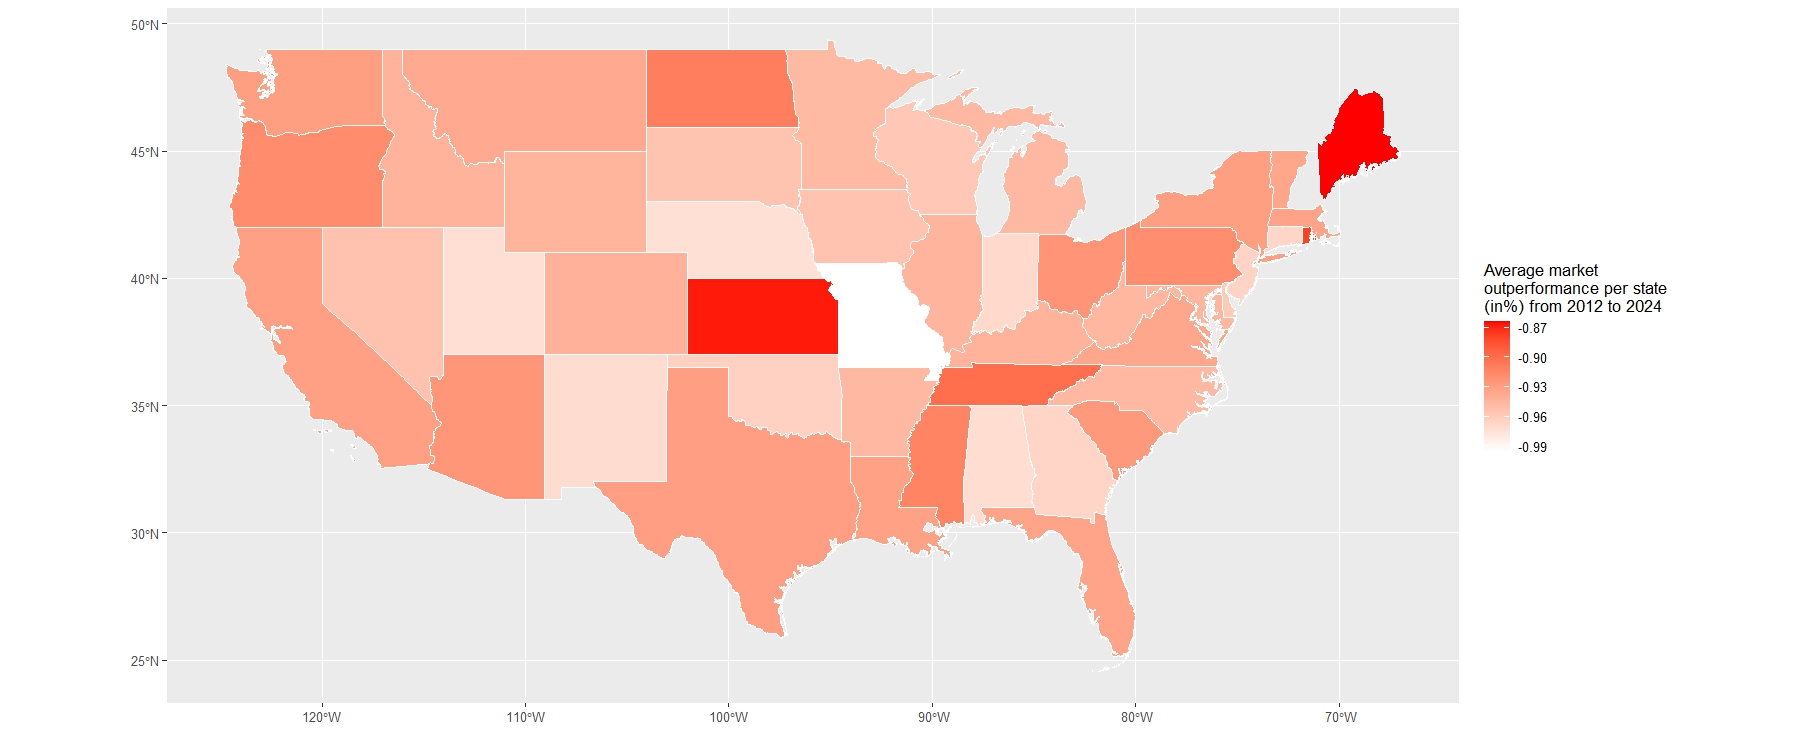 50°N
45°N
40°N
35°N
30°N
25°N
120°W
110°W
100°W
90°W
80°W
70°W
Average market
outperformance per state
(in%) from 2012 to 2024
-0.87
-0.90
-0.93
-0.96
-0.99